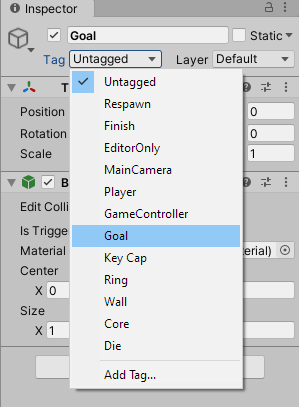 Inspector
Goal
Static
Tag Untagged Layer Default
Untagged
Respawn
Finish
EditorOnly
MainCamera
Player
GameController
Goal
Key Cap
Ring
Wall
Core
Die
Add Tag...
T
Position 0
Rotation 0
Scale 1
B
Edit Colli
Is Trigge
Material erial)
Center
X 0
Size
X 1